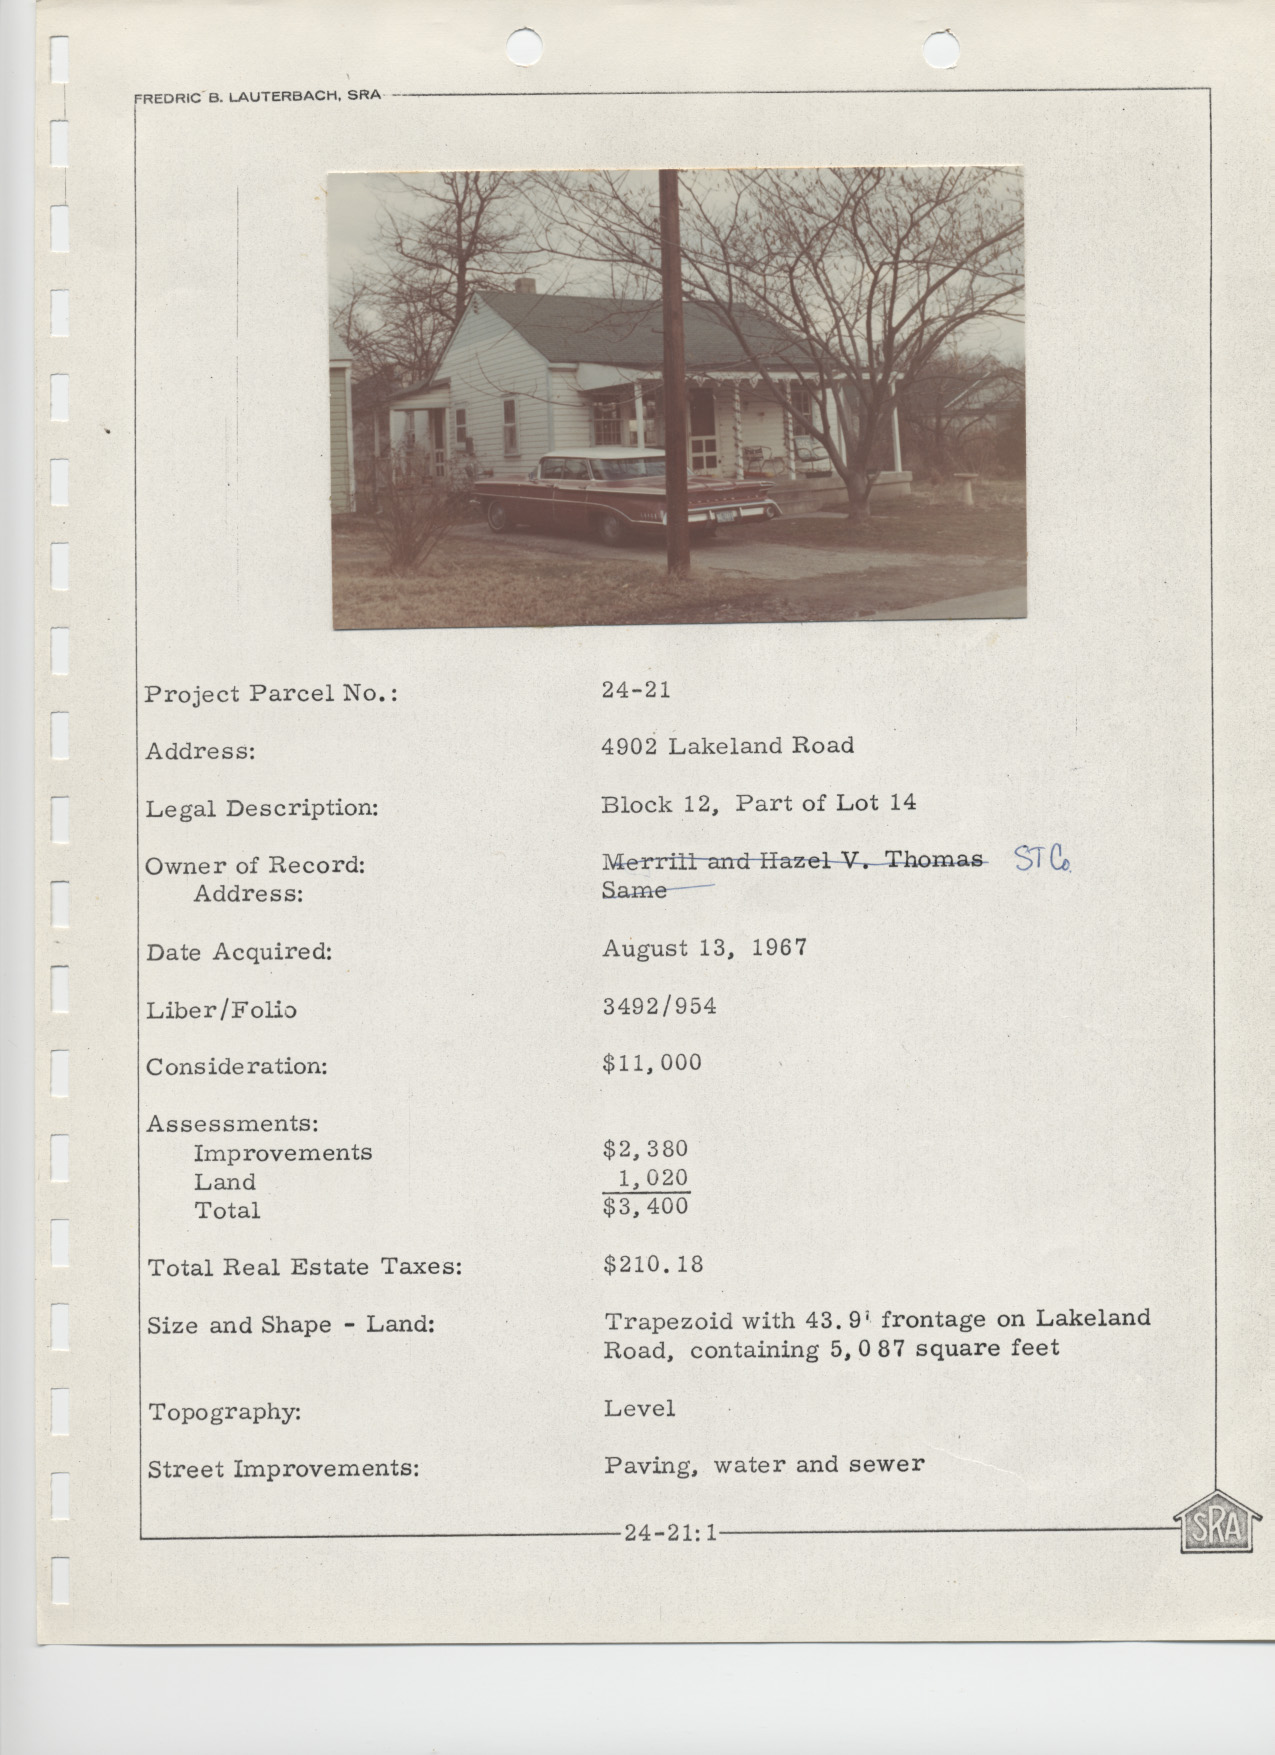 FREDRIC B. LAUTERBACH, SRA
Project Parcel No.: 24-21
Address: 4902 Lakeland Road
Legal Description: Block 12, Part of Lot 14
Owner of Record: Merrill and Hazel V. Thomas ST Co.
Address: Same
Date Acquired: August 13, 1967
Liber/Folio 3492/954
Consideration: $11,000
Assessments:
Improvements $2,380
Land 1,020
Total $3,400
Total Real Estate Taxes: $210.18
Size and Shape - Land: Trapezoid with 43.9' frontage on Lakeland
Road, containing 5,087 square feet
Topography: Level
Street Improvements: Paving, water and sewer
24-21:1
SRA